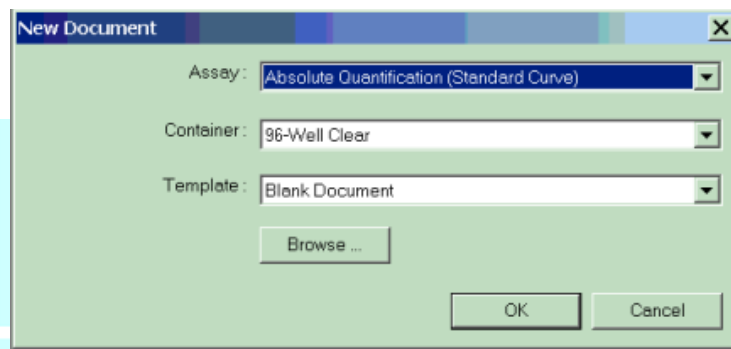 New Document
Assay: Absolute Quantification (Standard Curve)
Container: 96-Well Clear
Template: Blank Document
Browse ...
OK Cancel